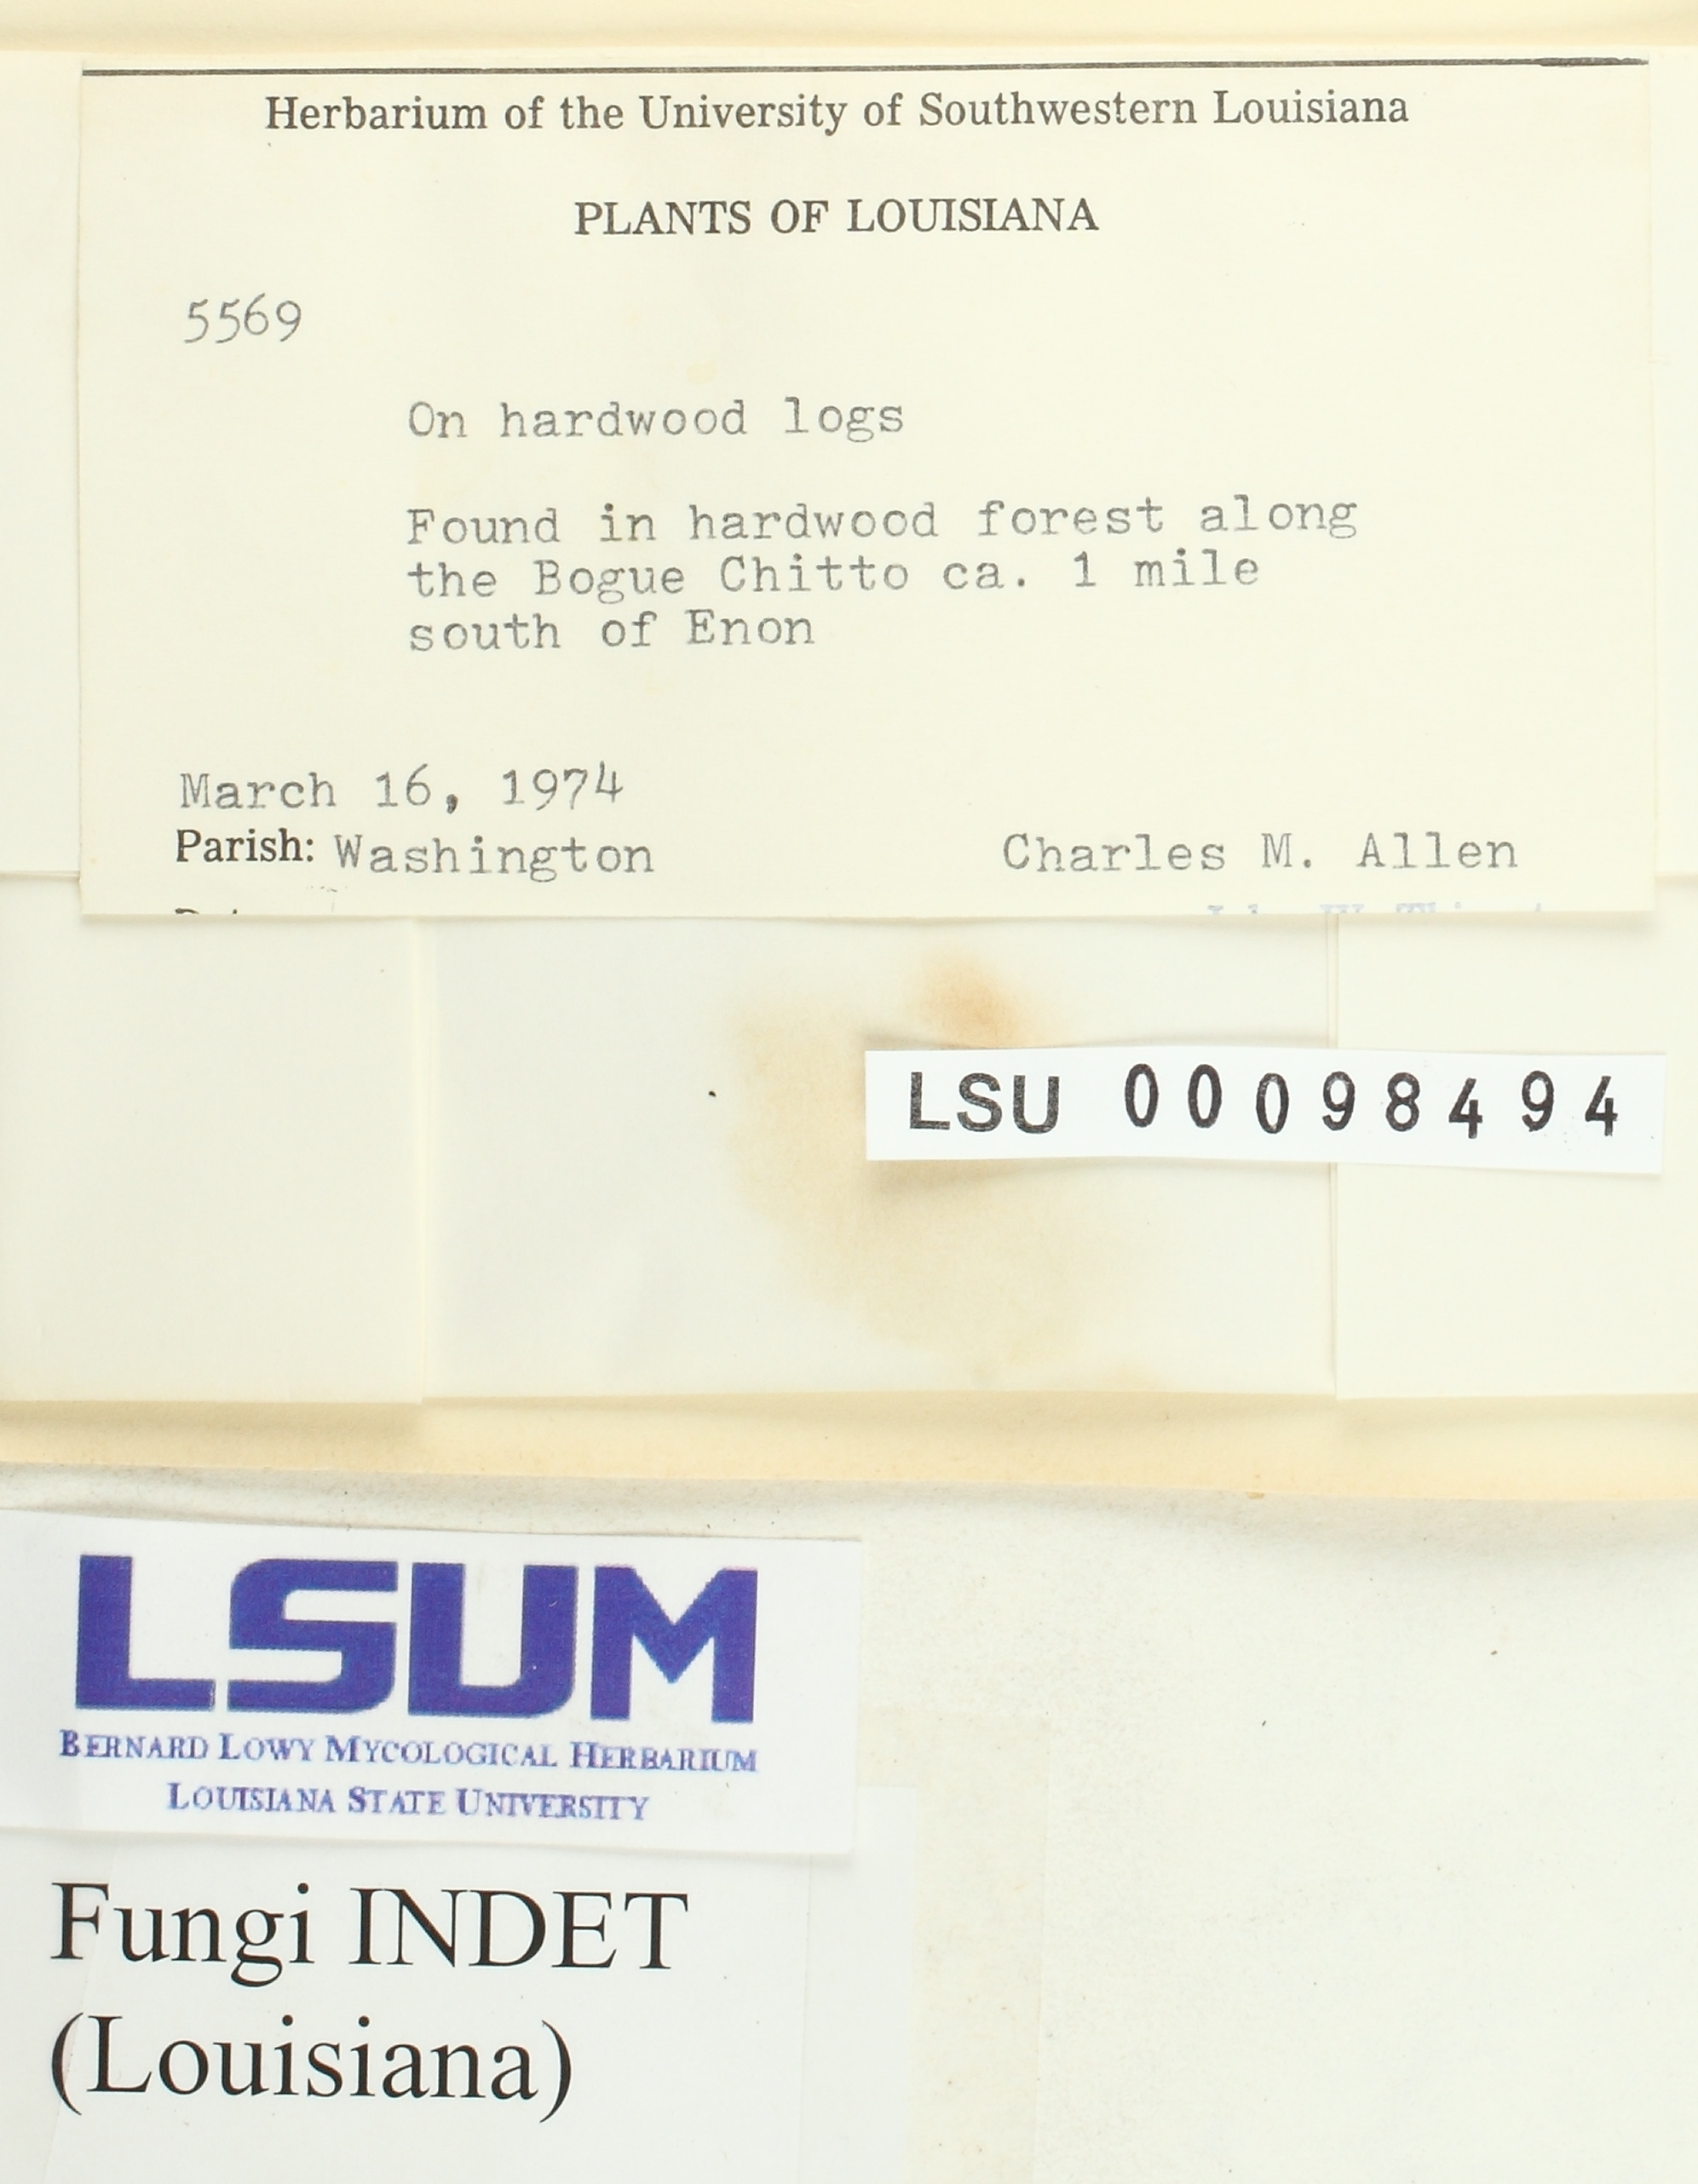 Herbarium of the University of Southwestern Louisiana
PLANTS OF LOUISIANA
5569
On hardwood logs
Found in hardwood forest along
the Bogue Chitto ca. 1 mile
south of Enon
March 16, 1974
Parish: Washington
Charles M. Allen
LSU 00098494
LSUM
BERNARD LOWY MYCOLOGICAL HERBARIUM
LOUISIANA STATE UNIVERSITY
Fungi INDET
(Louisiana)